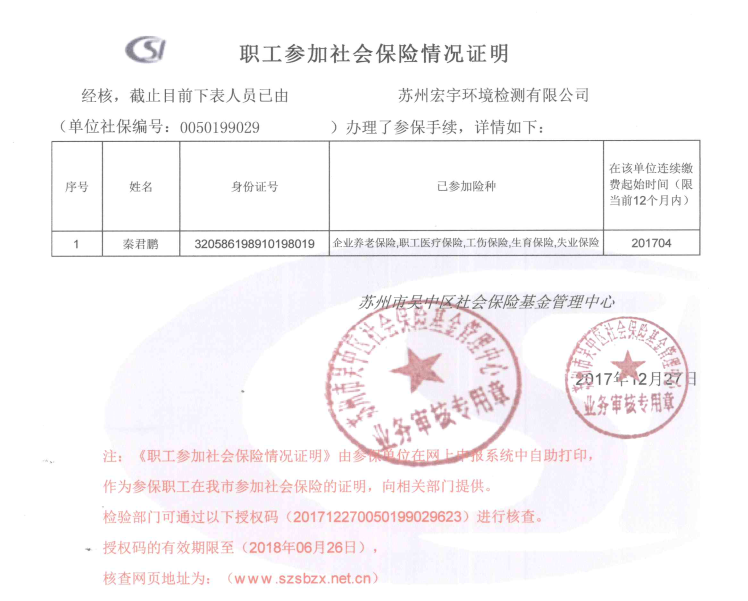 CSI
职工参加社会保险情况证明
经核，截止目前下表人员已由 苏州宏宇环境检测有限公司
（单位社保编号：0050199029 ）办理了参保手续，详情如下：
序号 姓名 身份证号 已参加险种 在该单位连续缴费起始时间（限当前12个月内）
1 秦君鹏 320586198910198019 企业养老保险,职工医疗保险,工伤保险,生育保险,失业保险 201704
苏州市吴中区社会保险基金管理中心
苏州市吴中区社会保险基金管理中心
业务审核专用章
苏州市吴中区社会保险基金管理中心
2017年12月27日
业务审核专用章
注：《职工参加社会保险情况证明》由参保单位在网上申报系统中自助打印，
作为参保职工在我市参加社会保险的证明，向相关部门提供。
检验部门可通过以下授权码（201712270050199029623）进行核查。
授权码的有效期限至（2018年06月26日），
核查网页地址为：（www.szsbzx.net.cn）